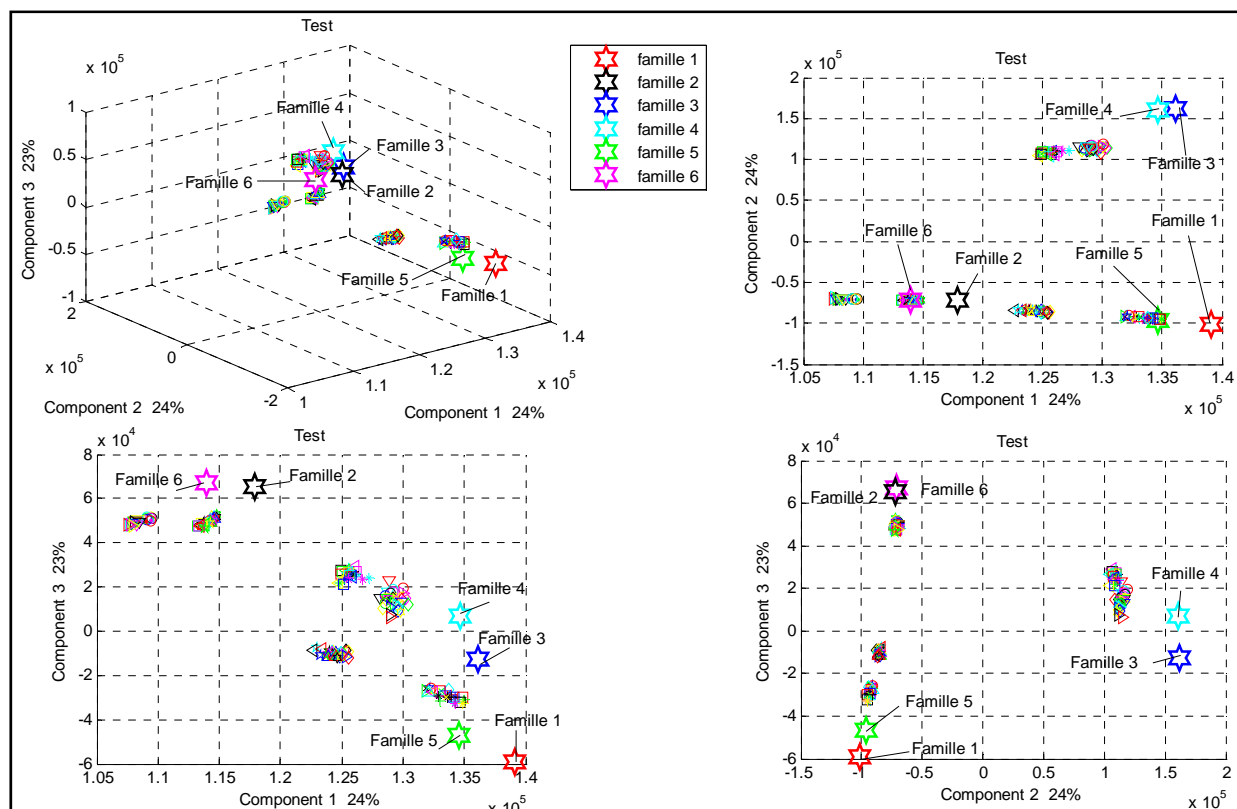 Test
x 10^5
1
0.5
0
-0.5
-1
Component 3 23%
2
0
-2
x 10^5
Component 2 24%
1
1.1
1.2
1.3
1.4
x 10^5
Component 1 24%
Famille 4
Famille 3
Famille 6
Famille 2
Famille 5
Famille 1
famille 1
famille 2
famille 3
famille 4
famille 5
famille 6
Test
x 10^5
2
1.5
1
0.5
0
-0.5
-1
-1.5
Component 2 24%
Famille 4
Famille 3
Famille 1
Famille 6
Famille 2
Famille 5
1.05 1.1 1.15 1.2 1.25 1.3 1.35 1.4
Component 1 24%
x 10^5
Test
x 10^4
8
6
4
2
0
-2
-4
-6
Component 3 23%
Famille 6
Famille 2
Famille 4
Famille 3
Famille 1
Famille 5
1.05 1.1 1.15 1.2 1.25 1.3 1.35 1.4
Component 1 24%
x 10^5
Test
x 10^4
8
6
4
2
0
-2
-4
-6
Component 3 23%
Famille 2
Famille 6
Famille 4
Famille 3
Famille 5
Famille 1
-1.5 -1 -0.5 0 0.5 1 1.5 2
Component 2 24%
x 10^5